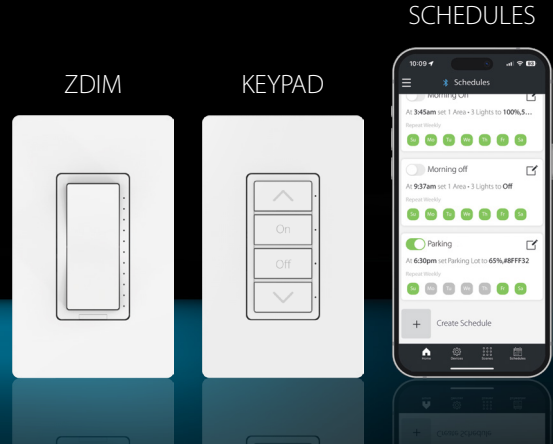 SCHEDULES
ZDIM
KEYPAD
On
Off
10:09
Schedules
Morning On
At 3:45am set 1 Area • 3 Lights to 100%,5...
Repeat Weekly
Su Mo Tu We Th Fr Sa
Morning off
At 9:37am set 1 Area • 3 Lights to Off
Repeat Weekly
Su Mo Tu We Th Fr Sa
Parking
At 6:30pm set Parking Lot to 65%,#8FFF32
Repeat Weekly
Su Mo Tu We Th Fr Sa
+ Create Schedule
Home Devices Scenes Schedules